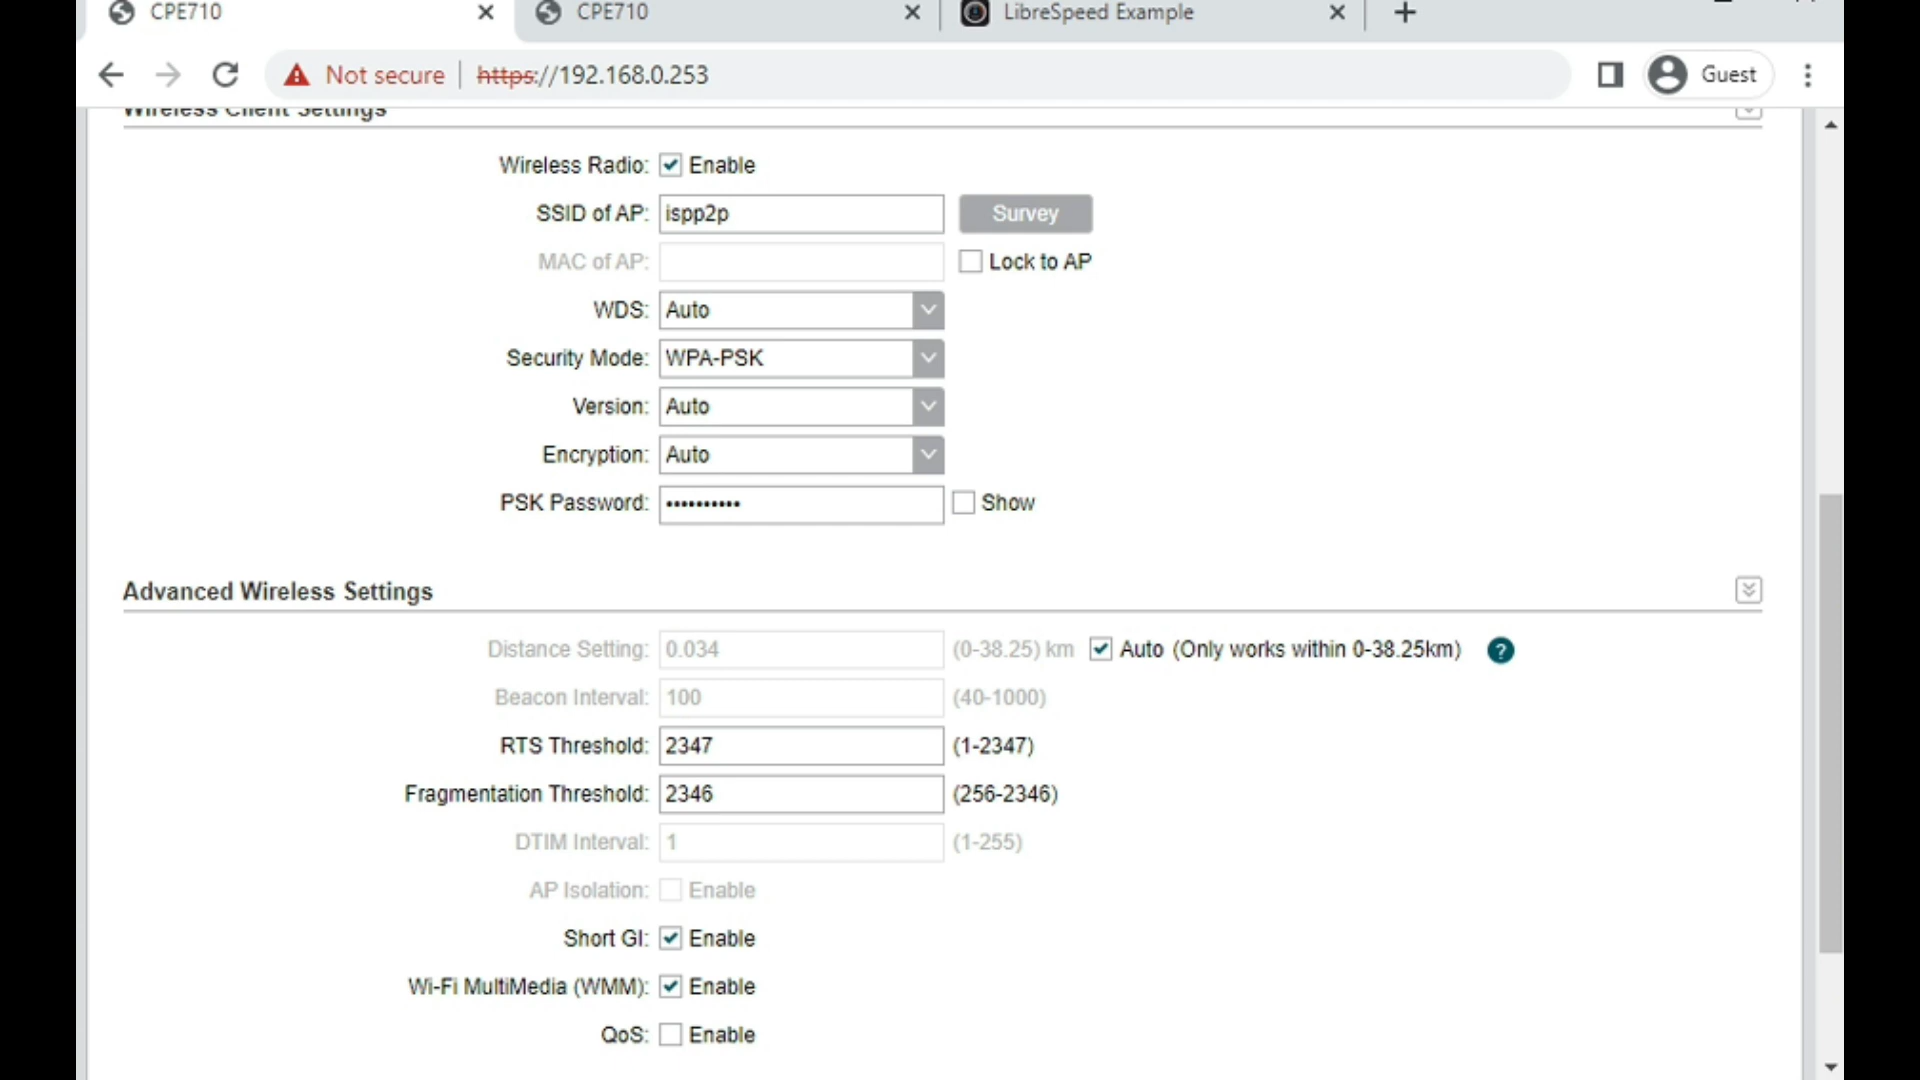 CPE710
CPE710
LibreSpeed Example
Not secure https://192.168.0.253 Guest
Wireless Client Settings
Wireless Radio: Enable
SSID of AP: ispp2p Survey
MAC of AP: Lock to AP
WDS: Auto
Security Mode: WPA-PSK
Version: Auto
Encryption: Auto
PSK Password: •••••••••• Show
Advanced Wireless Settings
Distance Setting: 0.034 (0-38.25) km Auto (Only works within 0-38.25km) ?
Beacon Interval: 100 (40-1000)
RTS Threshold: 2347 (1-2347)
Fragmentation Threshold: 2346 (256-2346)
DTIM Interval: 1 (1-255)
AP Isolation: Enable
Short GI: Enable
Wi-Fi MultiMedia (WMM): Enable
QoS: Enable